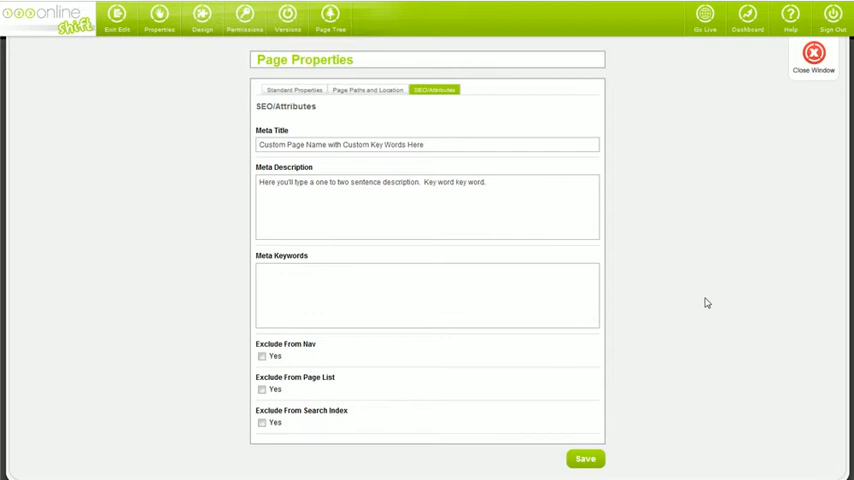 1 2 3 online
shift
Exit Edit
Properties
Design
Permissions
Versions
Page Tree
Go Live
Dashboard
Help
Sign Out
Close Window
Page Properties
Standard Properties
Page Paths and Location
SEO/Attributes
SEO/Attributes
Meta Title
Custom Page Name with Custom Key Words Here
Meta Description
Here you'll type a one to two sentence description. Key word key word.
Meta Keywords
Exclude From Nav
Yes
Exclude From Page List
Yes
Exclude From Search Index
Yes
Save